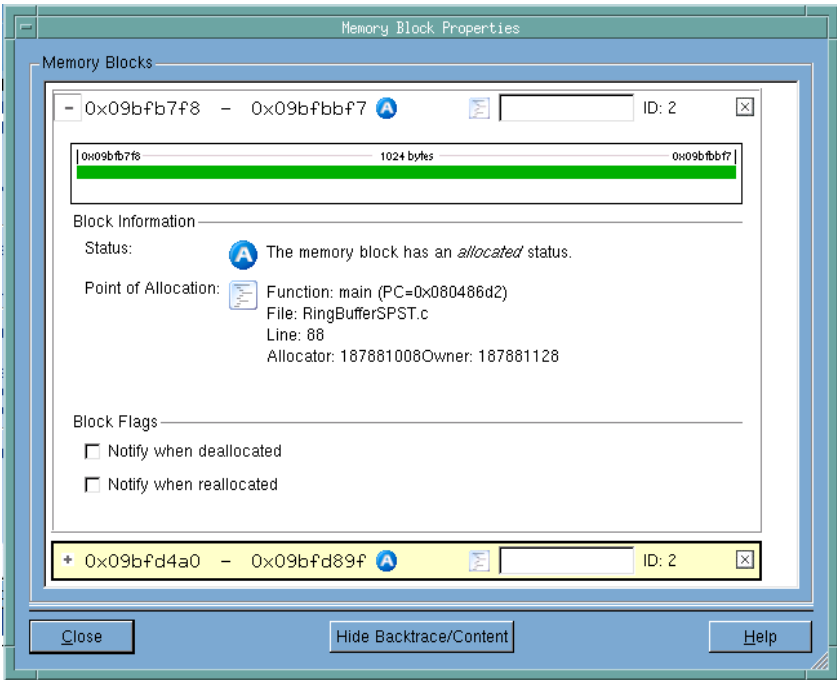 Memory Block Properties
Memory Blocks
- 0x09bfb7f8 - 0x09bfbbf7 A ID: 2
0x09bfb7f8 1024 bytes 0x09bfbbf7
Block Information
Status: A The memory block has an allocated status.
Point of Allocation: Function: main (PC=0x080486d2)
File: RingBufferSPST.c
Line: 88
Allocator: 187881008Owner: 187881128
Block Flags
Notify when deallocated
Notify when reallocated
+ 0x09bfd4a0 - 0x09bfd89f A ID: 2
Close Hide Backtrace/Content Help